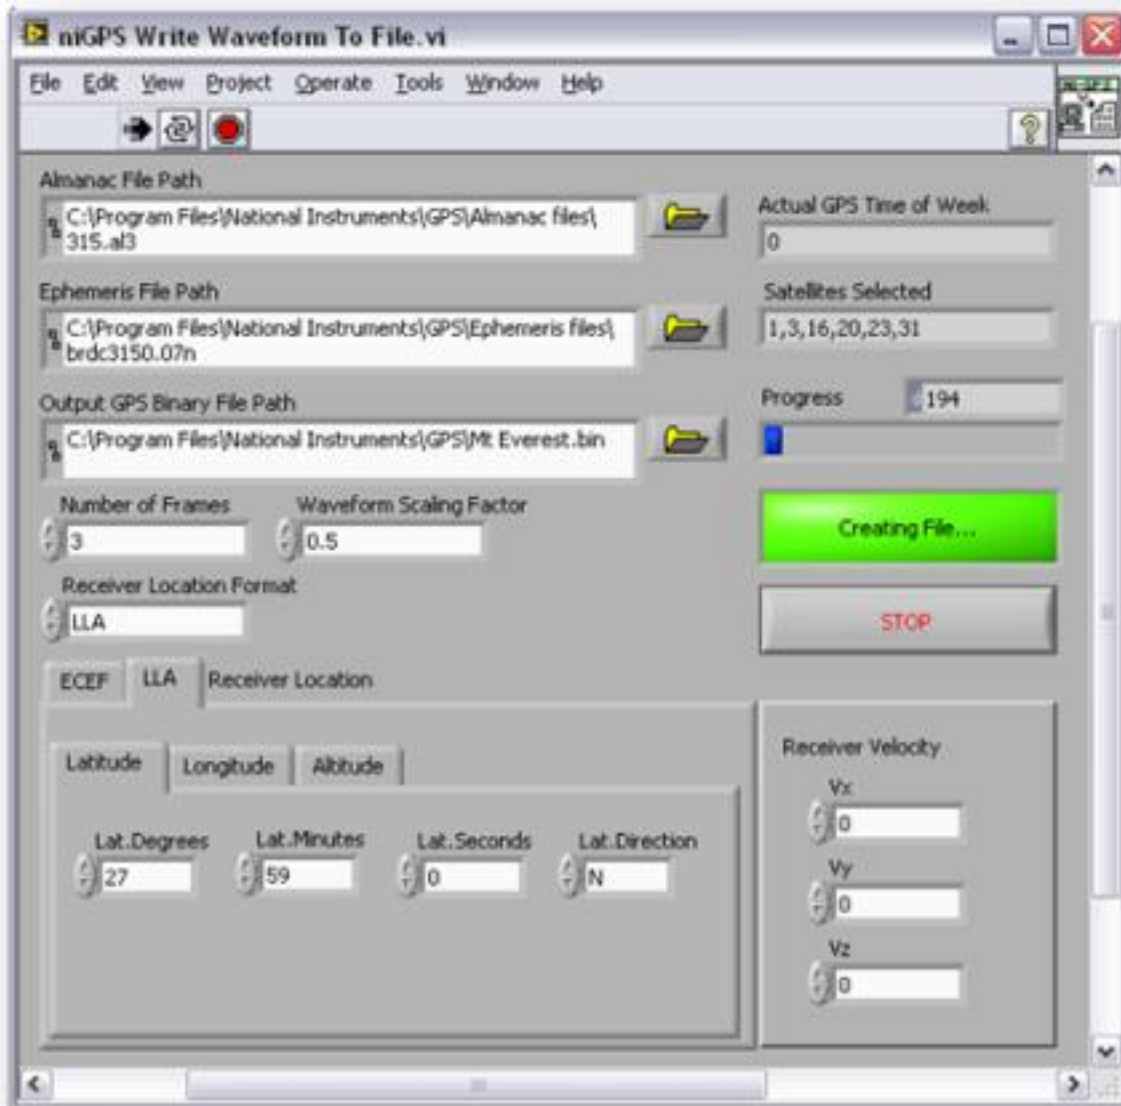 niGPS Write Waveform To File.vi
File Edit View Project Operate Tools Window Help
Almanac File Path
C:\Program Files\National Instruments\GPS\Almanac files\
315.al3
Actual GPS Time of Week
0
Ephemeris File Path
C:\Program Files\National Instruments\GPS\Ephemeris files\
brdc3150.07n
Satellites Selected
1,3,16,20,23,31
Output GPS Binary File Path
C:\Program Files\National Instruments\GPS\Mt Everest.bin
Progress 194
Number of Frames Waveform Scaling Factor
3 0.5
Creating File...
Receiver Location Format
LLA
STOP
ECEF LLA Receiver Location
Latitude Longitude Altitude
Lat.Degrees Lat.Minutes Lat.Seconds Lat.Direction
27 59 0 N
Receiver Velocity
Vx
0
Vy
0
Vz
0